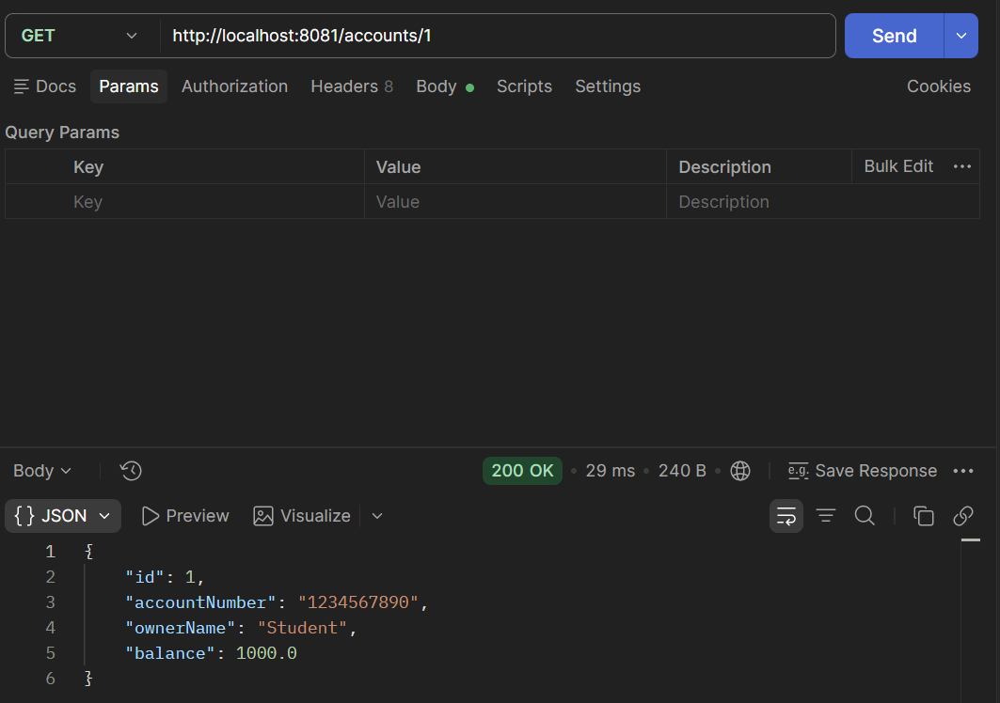 GET http://localhost:8081/accounts/1 Send
Docs Params Authorization Headers 8 Body Scripts Settings Cookies
Query Params
Key Value Description Bulk Edit
Key Value Description
Body 200 OK 29 ms 240 B e.g. Save Response
{} JSON Preview Visualize
1 {
2 "id": 1,
3 "accountNumber": "1234567890",
4 "ownerName": "Student",
5 "balance": 1000.0
6 }